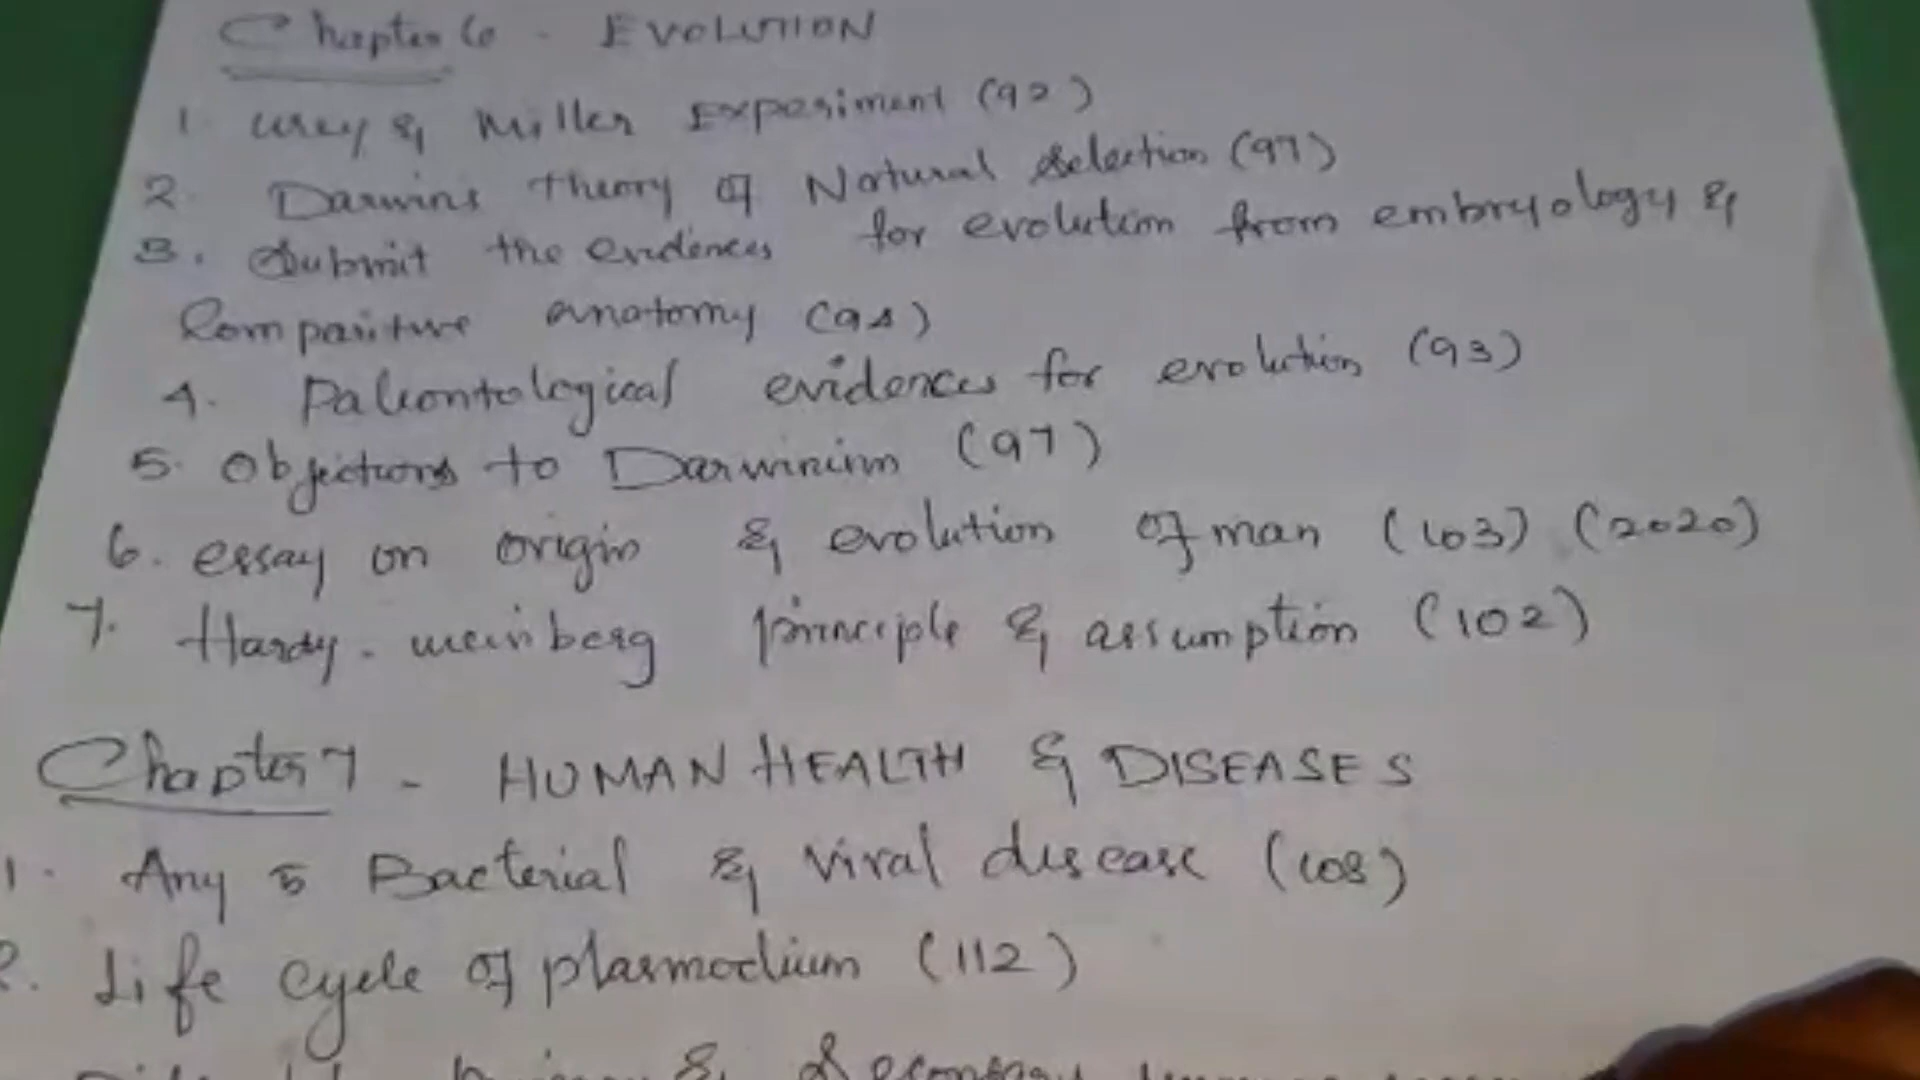 Chapter 6 - EVOLUTION
1. Urey & Miller Experiment (92)
2. Darwins theory of Natural Selection (97)
3. Submit the evidences for evolution from embryology &
Comparitive anatomy (94)
4. Paleontological evidences for evolution (93)
5. Objections to Darwinism (97)
6. essay on origin & evolution of man (103) (2020)
7. Hardy-weinberg principle & assumption (102)
Chapter 7 - HUMAN HEALTH & DISEASES
1. Any 5 Bacterial & viral disease (108)
2. Life cycle of plasmodium (112)
& Secondary